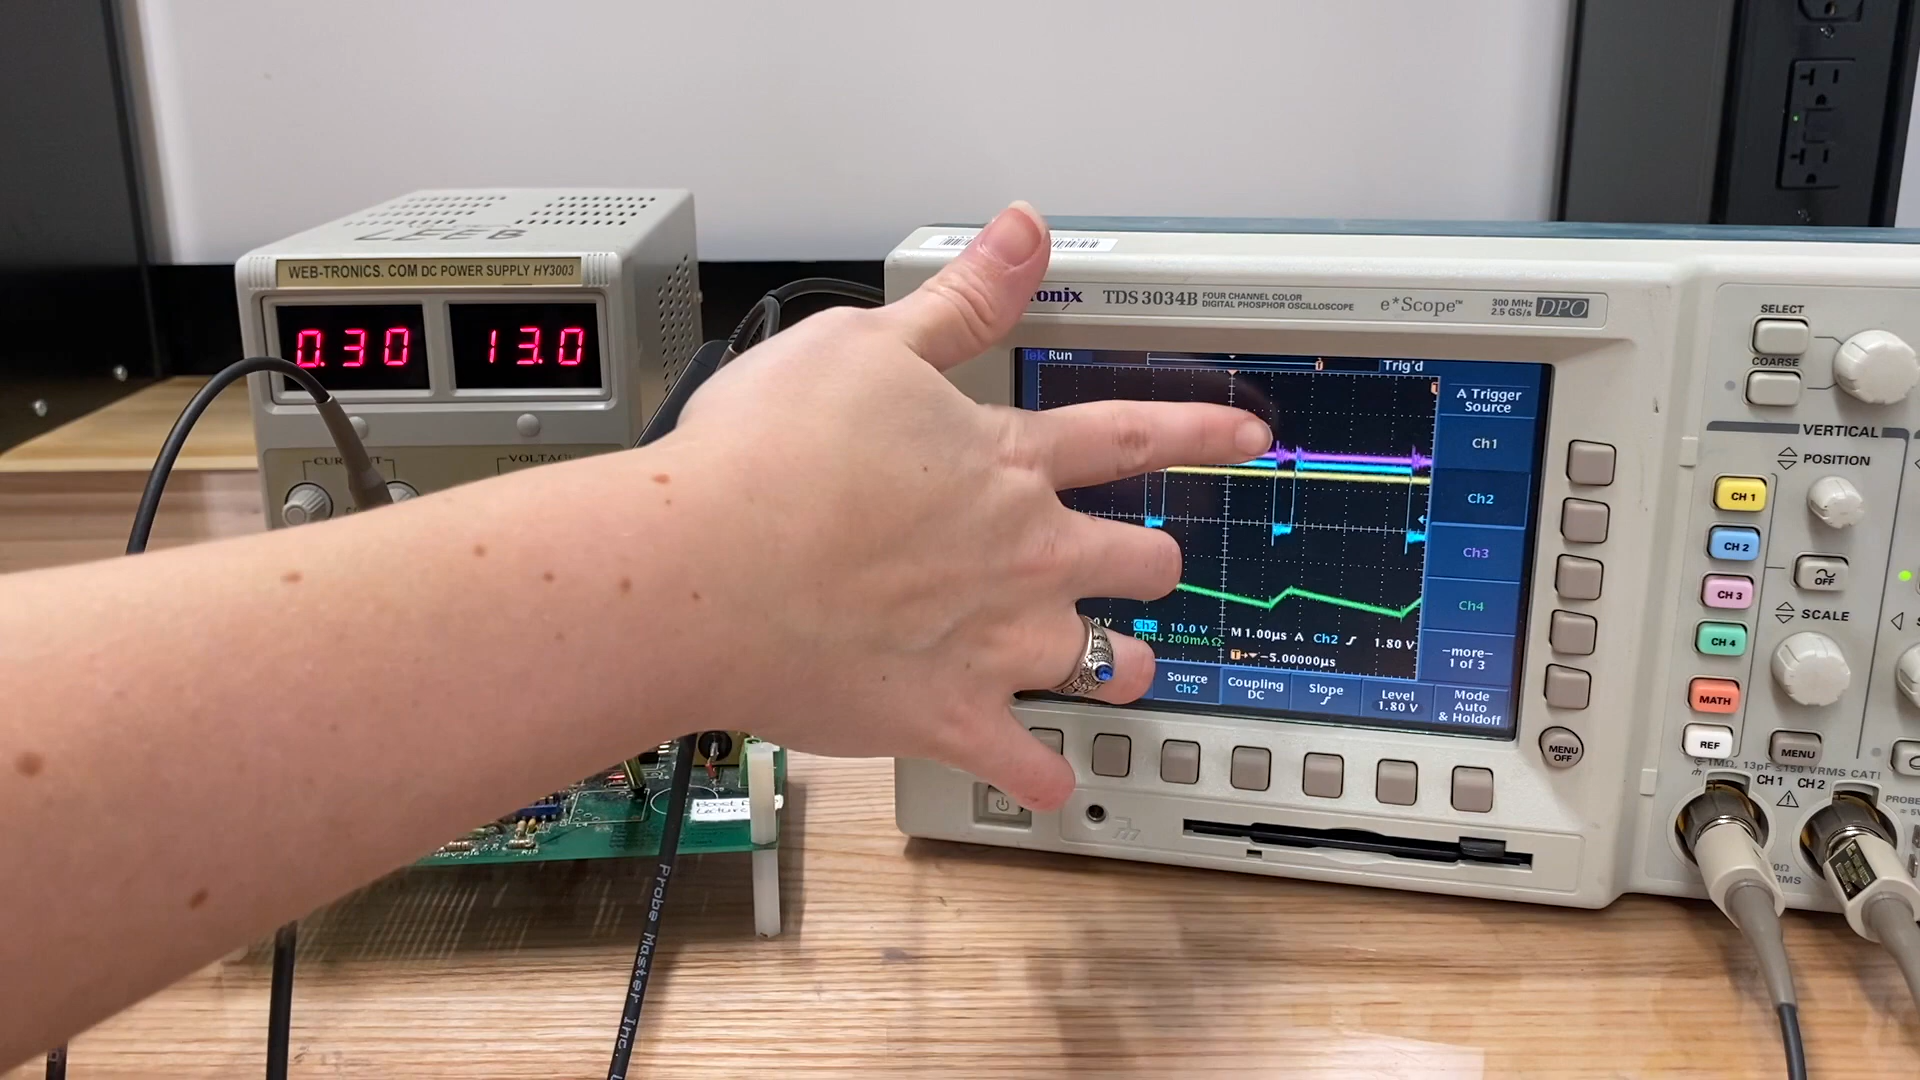 WEB-TRONICS. COM DC POWER SUPPLY HY3003
0.30
13.0
TDS 3034B
FOUR CHANNEL COLOR
DIGITAL PHOSPHOR OSCILLOSCOPE
e*Scope™
300 MHz
2.5 GS/s
DPO
Tek Run
Trig'd
A Trigger
Source
Ch1
Ch2
Ch3
Ch4
-more-
1 of 3
Ch2 10.0 V
Ch4↓ 200mAΩ
M 1.00µs A Ch2 ∫ 1.80 V
-5.00000µs
Source
Ch2
Coupling
DC
Slope
Level
1.80 V
Mode
Auto
& Holdoff
SELECT
COARSE
VERTICAL
POSITION
CH 1
CH 2
CH 3
CH 4
MATH
REF
OFF
SCALE
MENU
MENU
OFF
CH 1 CH 2
Probe Master Inc.